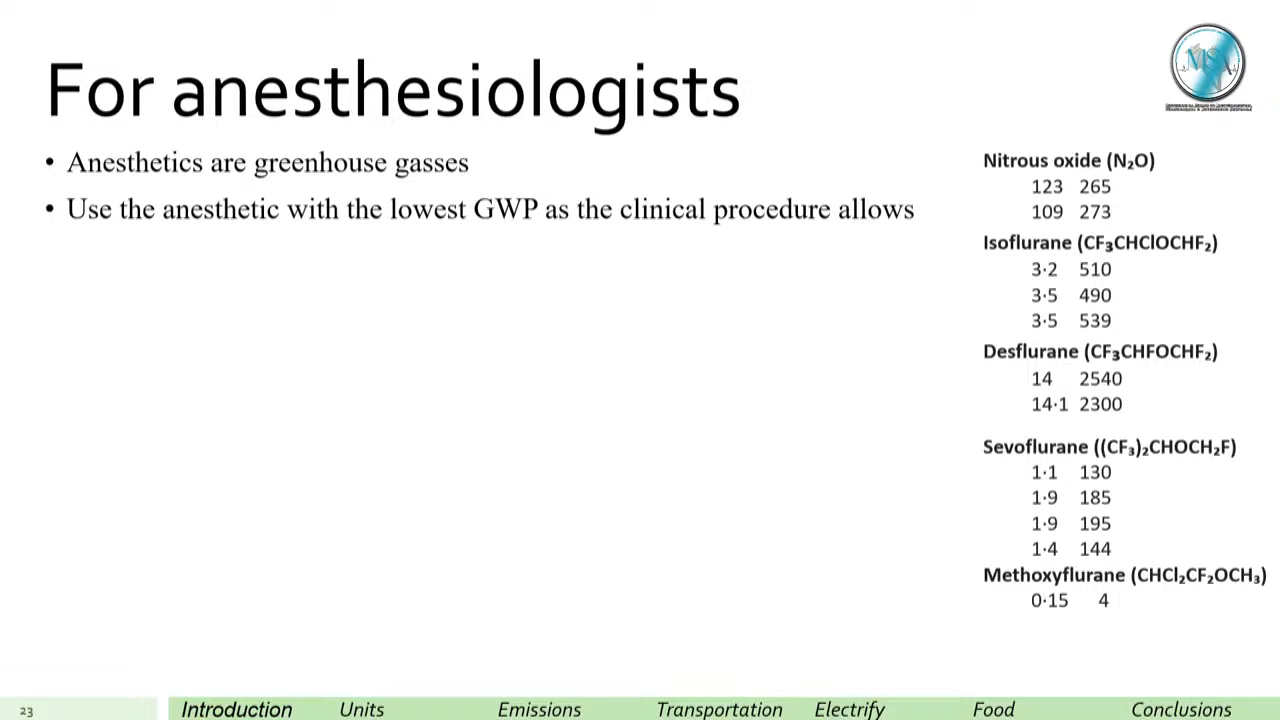 For anesthesiologists
• Anesthetics are greenhouse gasses
• Use the anesthetic with the lowest GWP as the clinical procedure allows
MSA
Nitrous oxide (N₂O)
123 265
109 273
Isoflurane (CF₃CHClOCHF₂)
3·2 510
3·5 490
3·5 539
Desflurane (CF₃CHFOCHF₂)
14 2540
14·1 2300
Sevoflurane ((CF₃)₂CHOCH₂F)
1·1 130
1·9 185
1·9 195
1·4 144
Methoxyflurane (CHCl₂CF₂OCH₃)
0·15 4
23 Introduction Units Emissions Transportation Electrify Food Conclusions